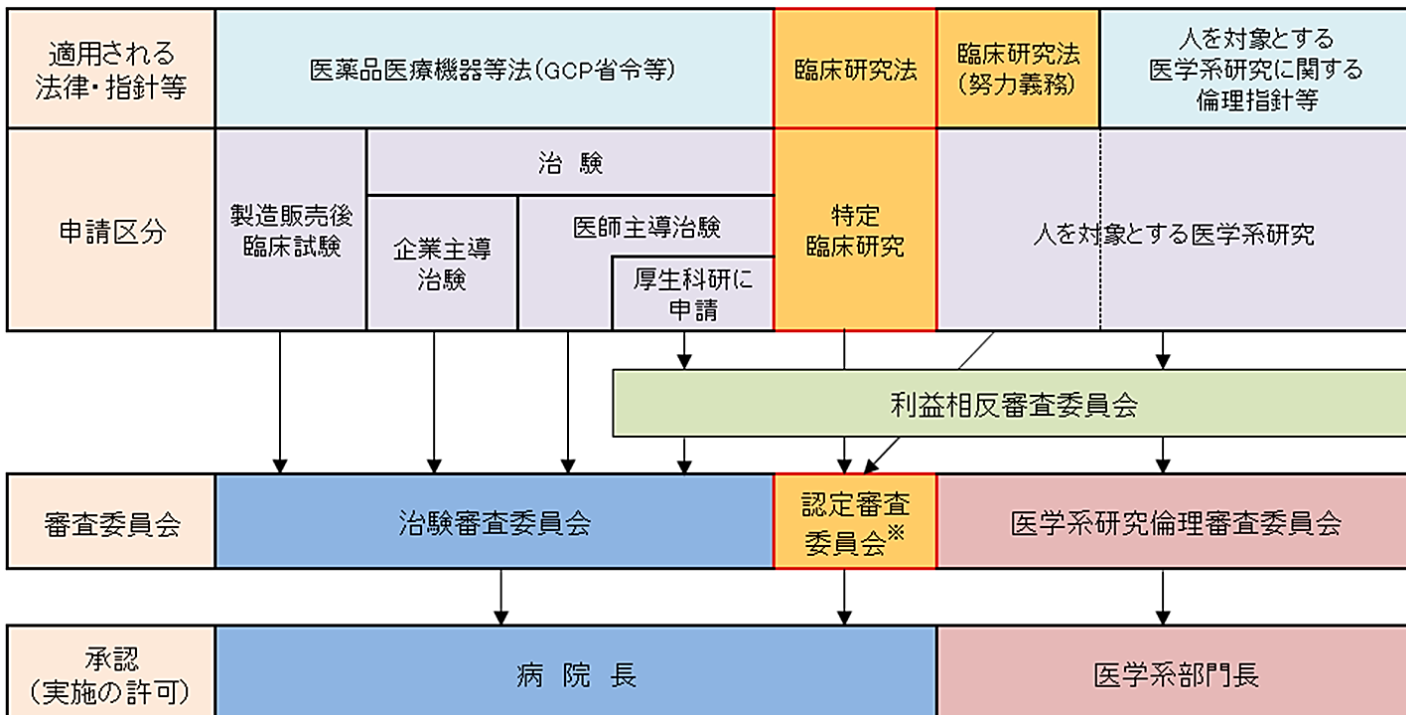 適用される
法律・指針等
医薬品医療機器等法(GCP省令等)
臨床研究法
臨床研究法
(努力義務)
人を対象とする
医学系研究に関する
倫理指針等
申請区分
製造販売後
臨床試験
治 験
企業主導
治験
医師主導治験
厚生科研に
申請
特定
臨床研究
人を対象とする医学系研究
利益相反審査委員会
審査委員会
治験審査委員会
認定審査
委員会※
医学系研究倫理審査委員会
承認
(実施の許可)
病 院 長
医学系部門長